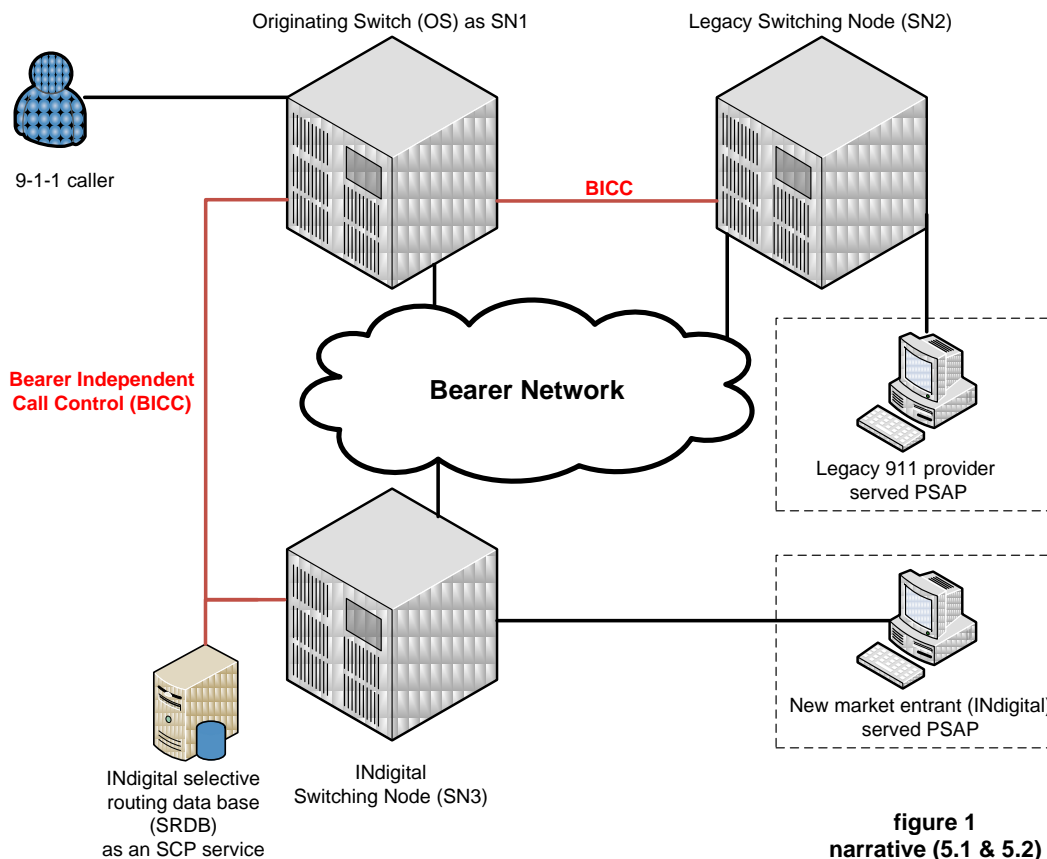 Originating Switch (OS) as SN1
Legacy Switching Node (SN2)
9-1-1 caller
BICC
Bearer Independent
Call Control (BICC)
Bearer Network
Legacy 911 provider
served PSAP
New market entrant (INdigital)
served PSAP
INdigital selective
routing data base
(SRDB)
as an SCP service
INdigital
Switching Node (SN3)
figure 1
narrative (5.1 & 5.2)